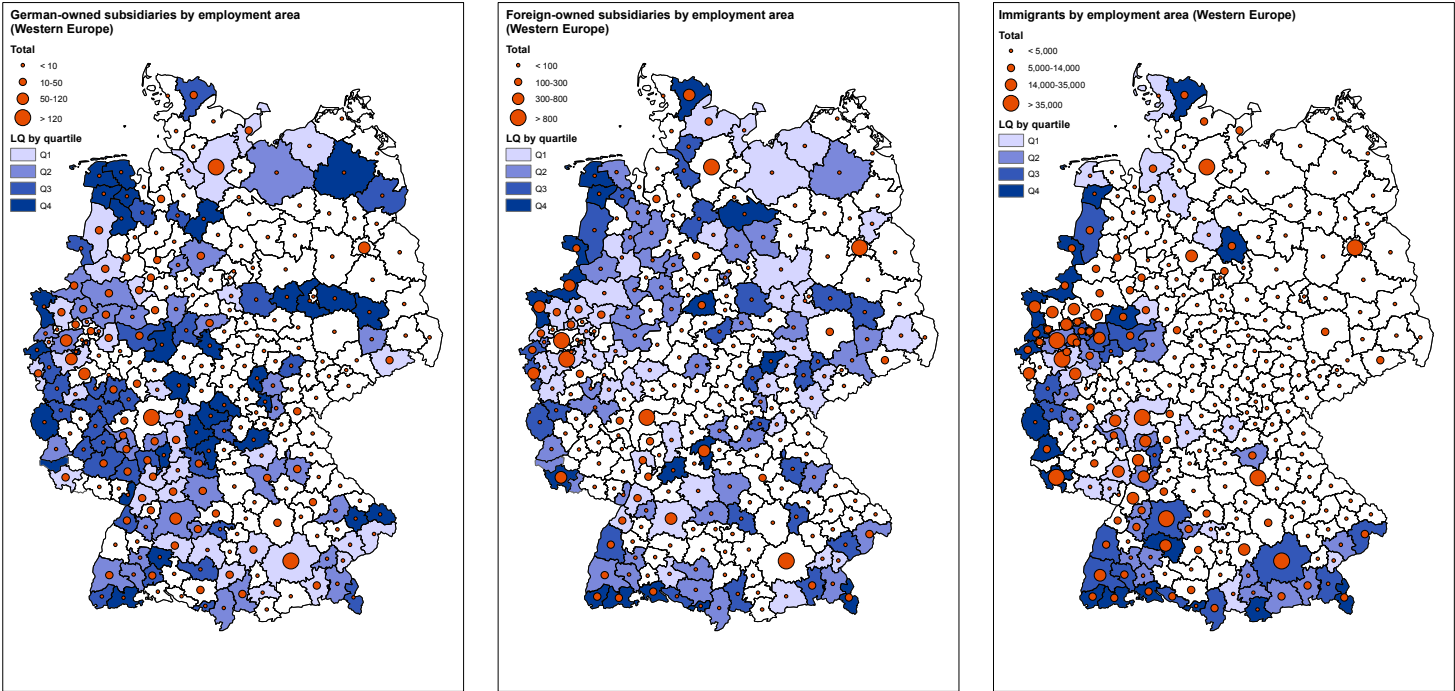 German-owned subsidiaries by employment area
(Western Europe)
Total
< 10
10-50
50-120
> 120
LQ by quartile
Q1
Q2
Q3
Q4
Foreign-owned subsidiaries by employment area
(Western Europe)
Total
< 100
100-300
300-800
> 800
LQ by quartile
Q1
Q2
Q3
Q4
Immigrants by employment area (Western Europe)
Total
< 5,000
5,000-14,000
14,000-35,000
> 35,000
LQ by quartile
Q1
Q2
Q3
Q4